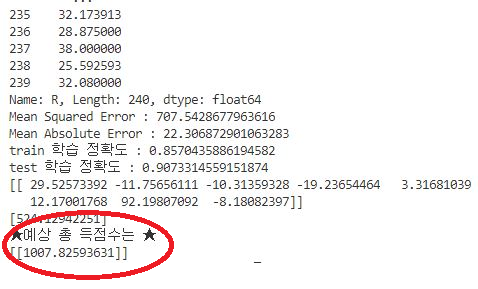 235    32.173913
236    28.875000
237    38.000000
238    25.592593
239    32.080000
Name: R, Length: 240, dtype: float64
Mean Squared Error : 707.5428677963616
Mean Absolute Error : 22.306872901063283
train 학습 정확도 : 0.8570435886194582
test 학습 정확도 : 0.9073314559151874
[[ 29.52573392 -11.75656111 -10.31359328 -19.23654464   3.31681039
   12.17001768  92.19807092  -8.18082397]]
[524.12942251]
★예상 총 득점수는 ★
[[1007.82593631]]